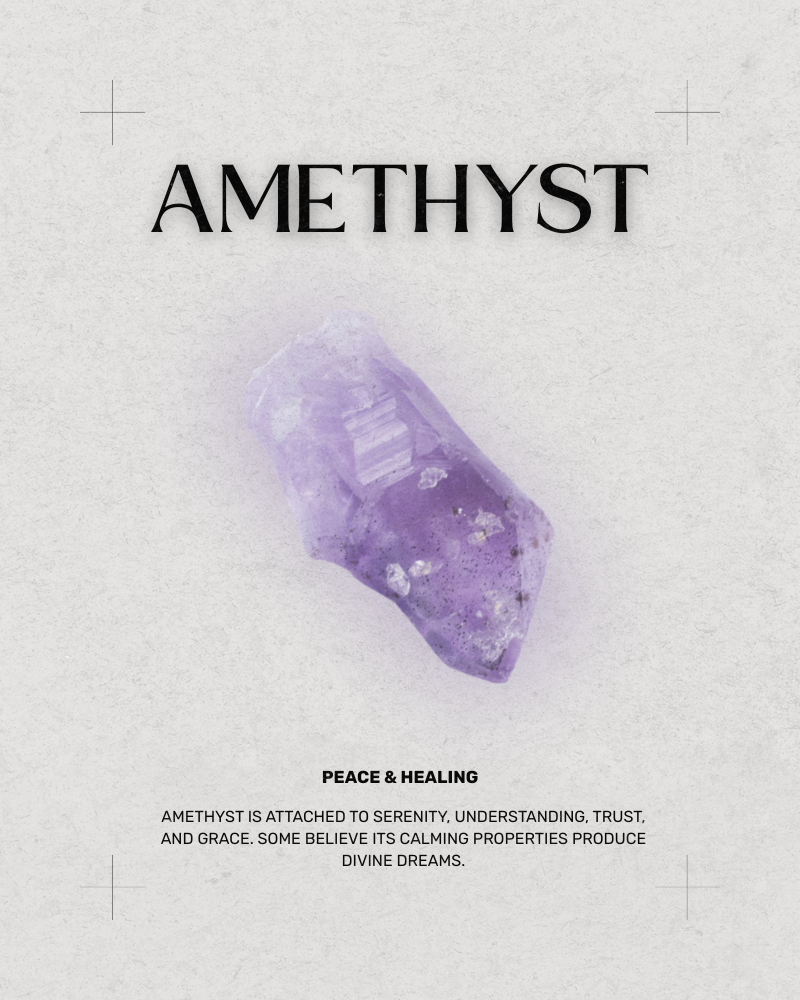 AMETHYST
PEACE & HEALING
AMETHYST IS ATTACHED TO SERENITY, UNDERSTANDING, TRUST,
AND GRACE. SOME BELIEVE ITS CALMING PROPERTIES PRODUCE
DIVINE DREAMS.